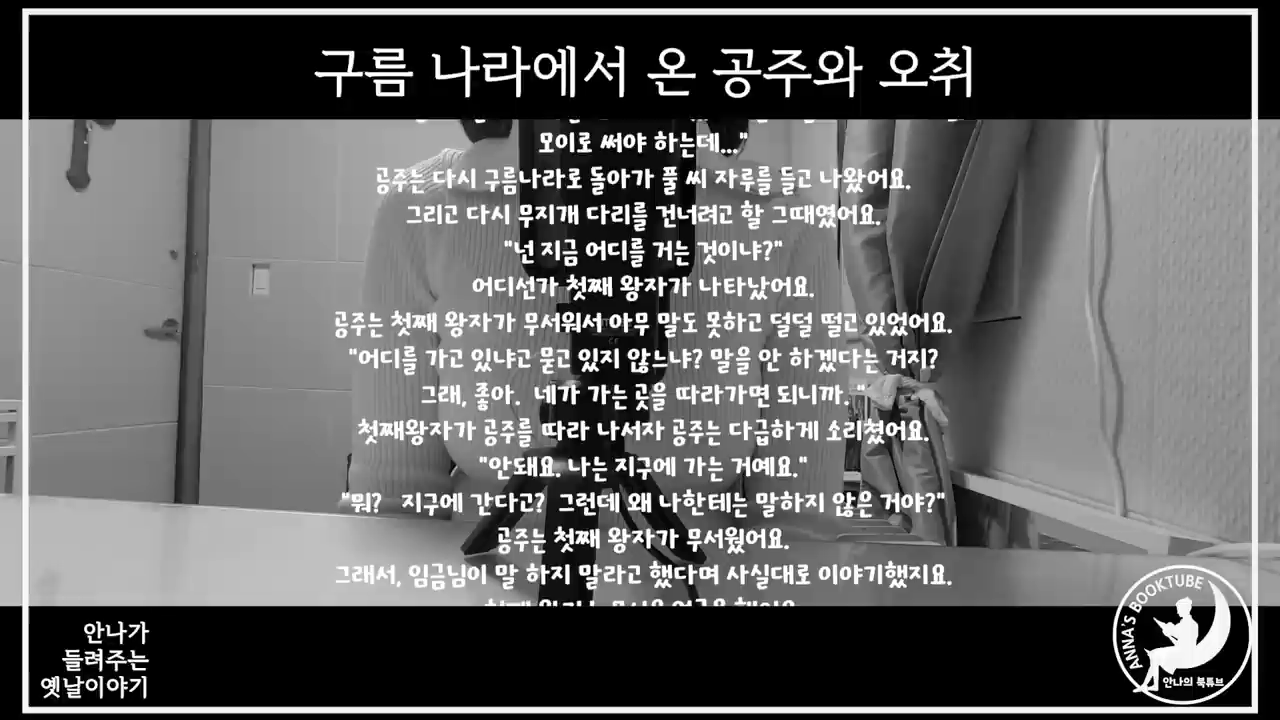 구름 나라에서 온 공주와 오취
모이로 써야 하는데..."
공주는 다시 구름나라로 돌아가 풀 씨 자루를 들고 나왔어요.
그리고 다시 무지개 다리를 건너려고 할 그때였어요.
"넌 지금 어디를 거는 것이냐?"
어디선가 첫째 왕자가 나타났어요.
공주는 첫째 왕자가 무서워서 아무 말도 못하고 덜덜 떨고 있었어요.
"어디를 가고 있냐고 묻고 있지 않느냐? 말을 안 하겠다는 거지?
그래, 좋아. 네가 가는 곳을 따라가면 되니까. "
첫째왕자가 공주를 따라 나서자 공주는 다급하게 소리쳤어요.
"안돼요. 나는 지구에 가는 거예요."
"뭐? 지구에 간다고? 그런데 왜 나한테는 말하지 않은 거야?"
공주는 첫째 왕자가 무서웠어요.
그래서, 임금님이 말 하지 말라고 했다며 사실대로 이야기했지요.
안나가
들려주는
옛날이야기
ANNA'S BOOKTUBE
안나의 북튜브